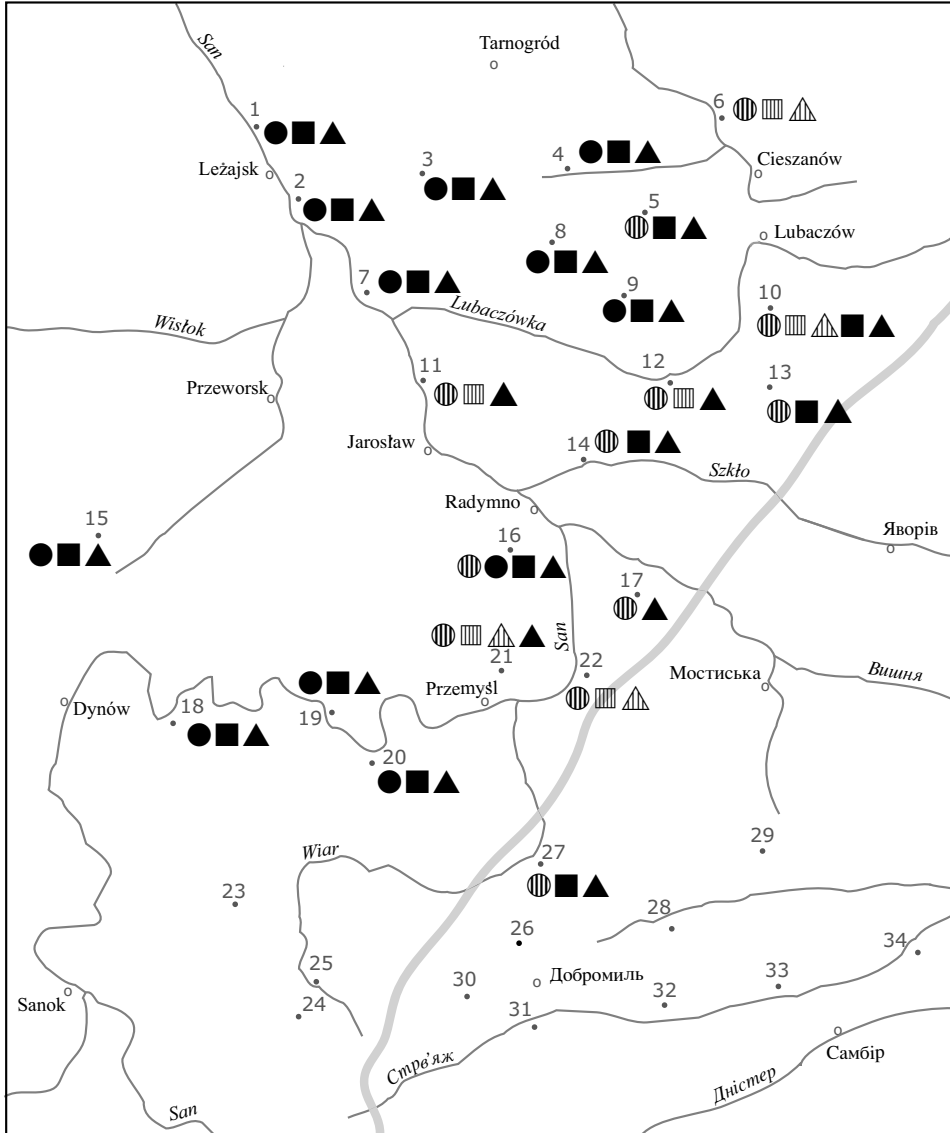 San
Tarnogród
6
1
3
4
Cieszanów
Leżajsk
2
5
Lubaczów
8
7
9
10
Lubaczówka
Wisłok
11
12
13
Przeworsk
14
Jarosław
Szkło
Radymno
15
16
Яворів
17
San
21
22
Мостиська
Вишня
Przemyśl
Dynów
18
19
20
29
Wiar
27
23
28
26
34
25
33
30
Добромиль
Sanok
24
31
32
Самбір
Стрв’яж
Дністер
San